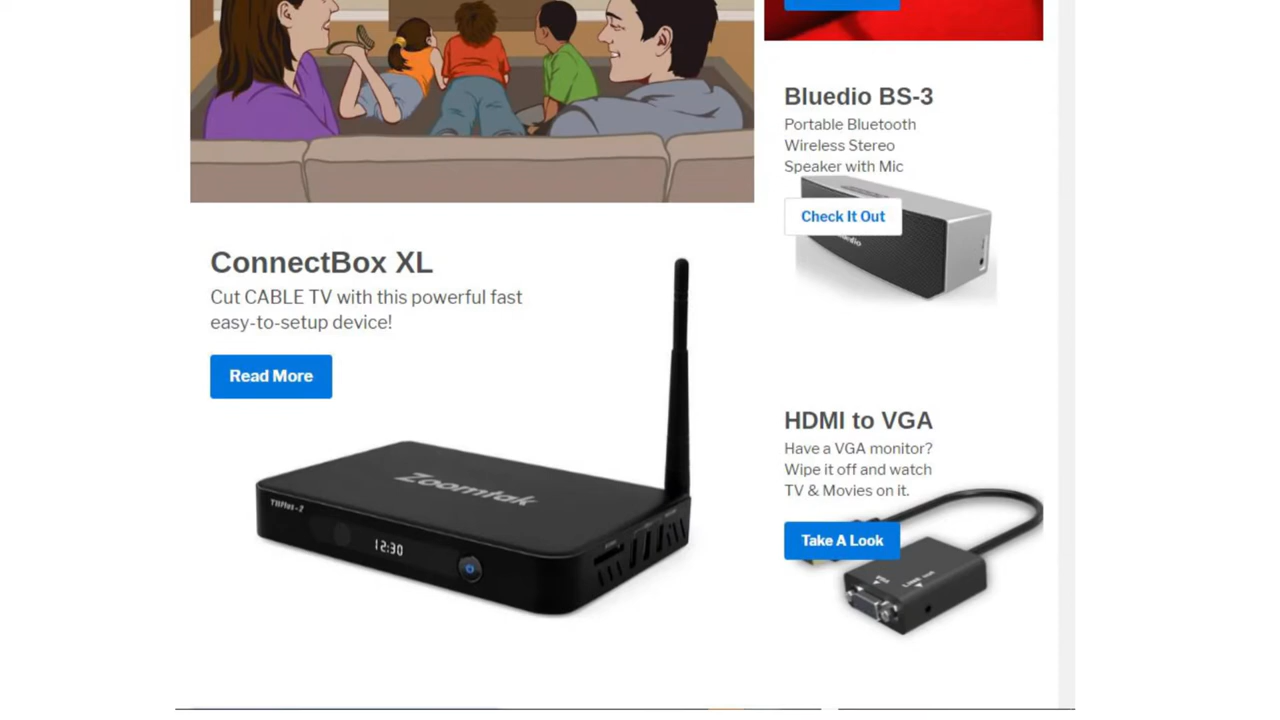 ConnectBox XL
Cut CABLE TV with this powerful fast
easy-to-setup device!
Read More
Zoomtak
12:30
Bluedio BS-3
Portable Bluetooth
Wireless Stereo
Speaker with Mic
Check It Out
HDMI to VGA
Have a VGA monitor?
Wipe it off and watch
TV & Movies on it.
Take A Look